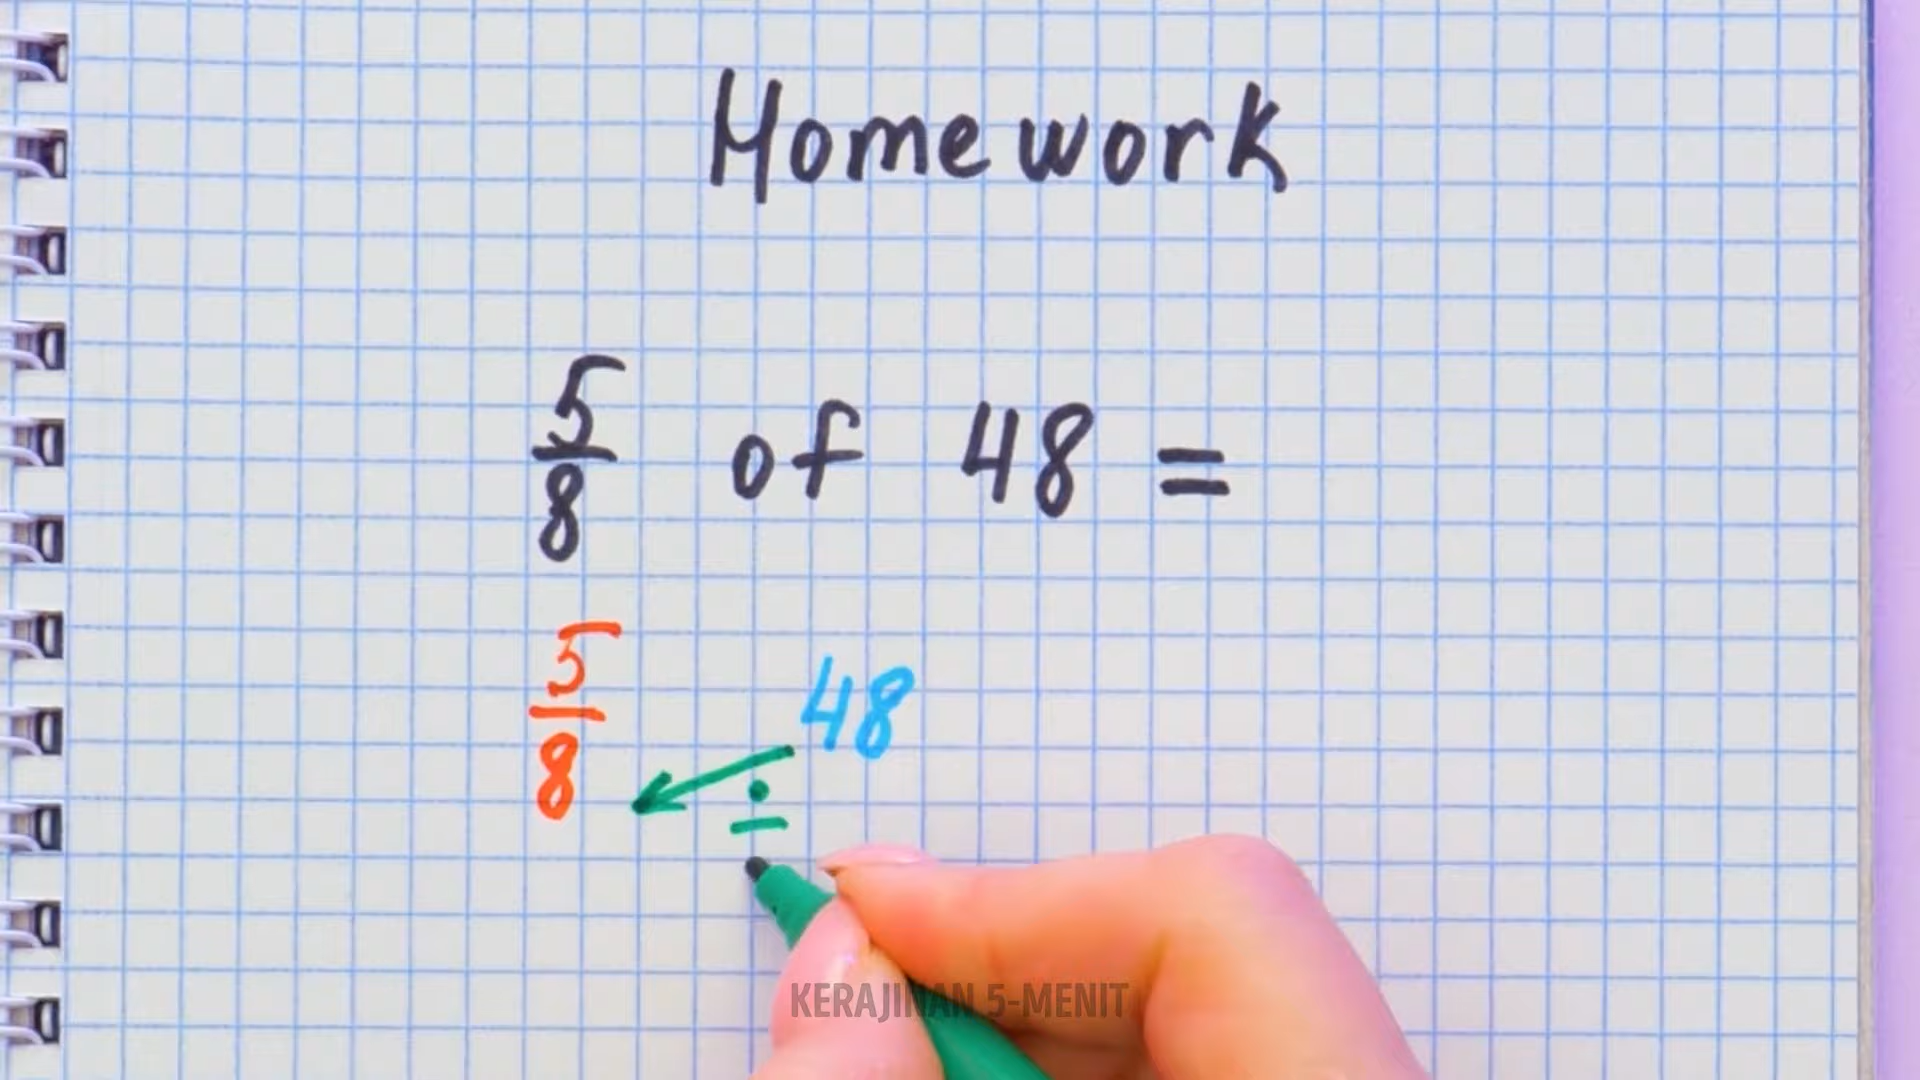 Homework
5/8 of 48 =
5/8 48
÷
KERAJINAN 5-MENIT